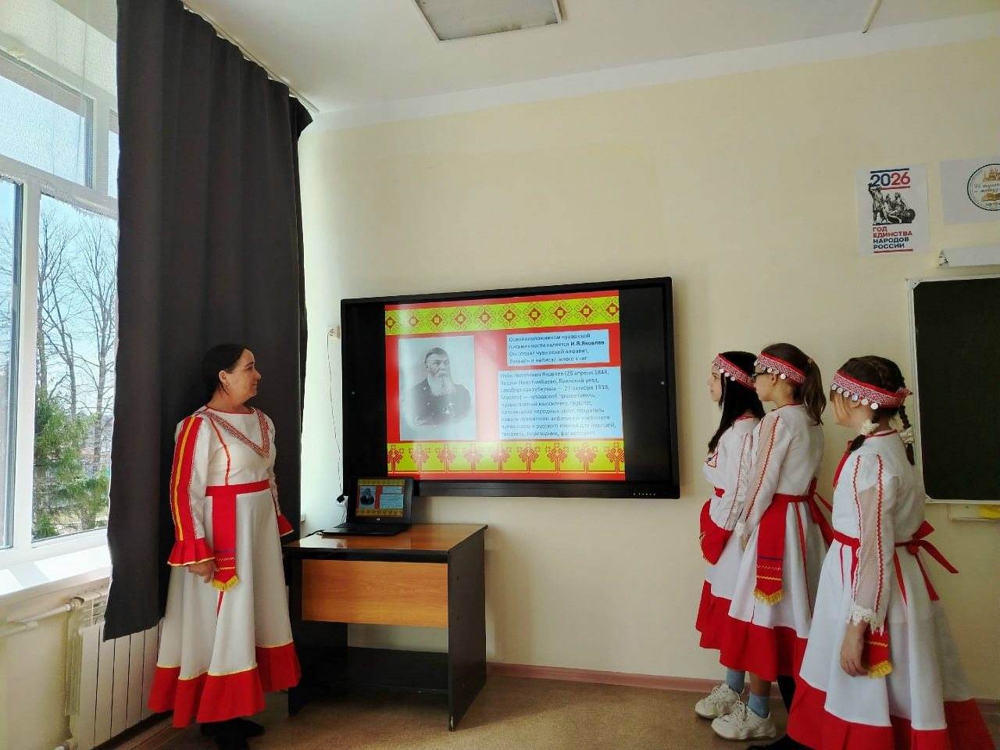 Основоположником чувашской
письменности является И.Я.Яковлев.
Он создал чувашский алфавит,
букварь и написал много книг
Иван Яковлевич Яковлев (25 апреля 1848,
Кошки-Новотимбаево, Буинский уезд,
Симбирская губерния — 23 октября 1930,
Москва) — чувашский просветитель,
православный миссионер, педагог,
организатор народных школ, создатель
нового чувашского алфавита и учебников
чувашского и русского языков для чувашей,
писатель, переводчик, фольклорист.
2026
ГОД
ЕДИНСТВА
НАРОДОВ
РОССИИ